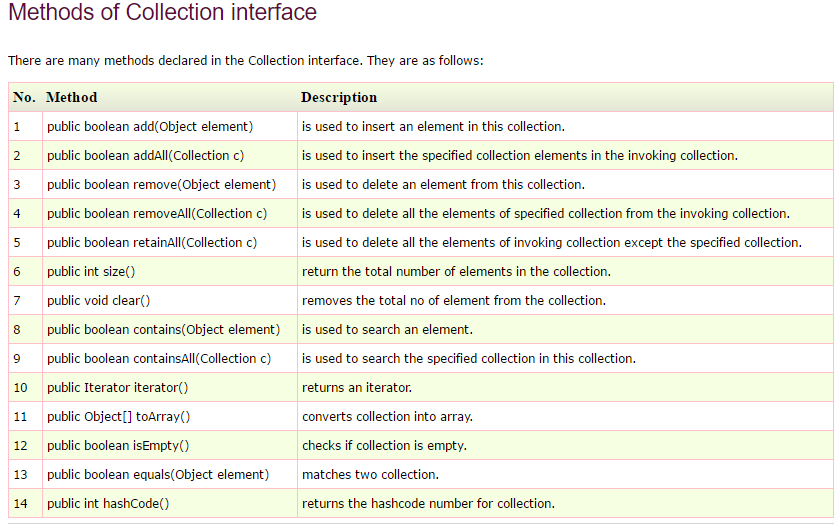 Methods of Collection interface
There are many methods declared in the Collection interface. They are as follows:
No. Method Description
1 public boolean add(Object element) is used to insert an element in this collection.
2 public boolean addAll(Collection c) is used to insert the specified collection elements in the invoking collection.
3 public boolean remove(Object element) is used to delete an element from this collection.
4 public boolean removeAll(Collection c) is used to delete all the elements of specified collection from the invoking collection.
5 public boolean retainAll(Collection c) is used to delete all the elements of invoking collection except the specified collection.
6 public int size() return the total number of elements in the collection.
7 public void clear() removes the total no of element from the collection.
8 public boolean contains(Object element) is used to search an element.
9 public boolean containsAll(Collection c) is used to search the specified collection in this collection.
10 public Iterator iterator() returns an iterator.
11 public Object[] toArray() converts collection into array.
12 public boolean isEmpty() checks if collection is empty.
13 public boolean equals(Object element) matches two collection.
14 public int hashCode() returns the hashcode number for collection.